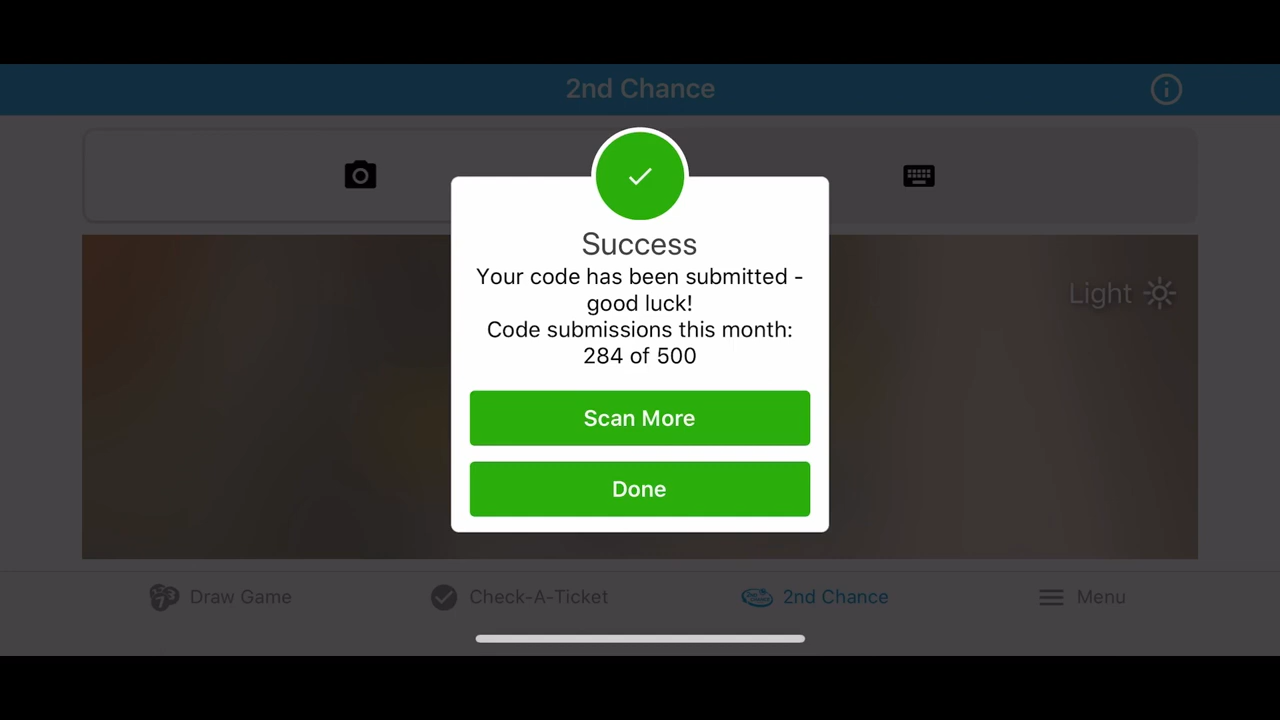 2nd Chance
Light
Success
Your code has been submitted -
good luck!
Code submissions this month:
284 of 500
Scan More
Done
Draw Game
Check-A-Ticket
2nd Chance
Menu